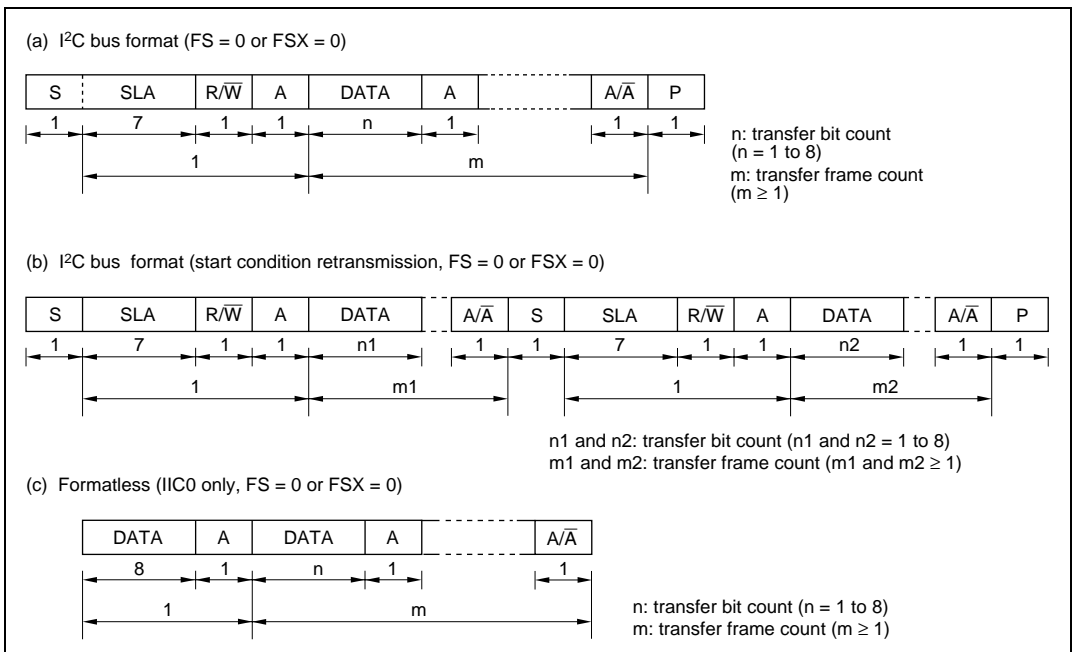 (a) I²C bus format (FS = 0 or FSX = 0)
S SLA R/W̅ A DATA A A/A̅ P
1 7 1 1 n 1 1 1
1 m
n: transfer bit count
(n = 1 to 8)
m: transfer frame count
(m ≥ 1)
(b) I²C bus format (start condition retransmission, FS = 0 or FSX = 0)
S SLA R/W̅ A DATA A/A̅ S SLA R/W̅ A DATA A/A̅ P
1 7 1 1 n1 1 1 7 1 1 n2 1 1
1 m1 1 m2
n1 and n2: transfer bit count (n1 and n2 = 1 to 8)
m1 and m2: transfer frame count (m1 and m2 ≥ 1)
(c) Formatless (IIC0 only, FS = 0 or FSX = 0)
DATA A DATA A A/A̅
8 1 n 1 1
1 m
n: transfer bit count (n = 1 to 8)
m: transfer frame count (m ≥ 1)